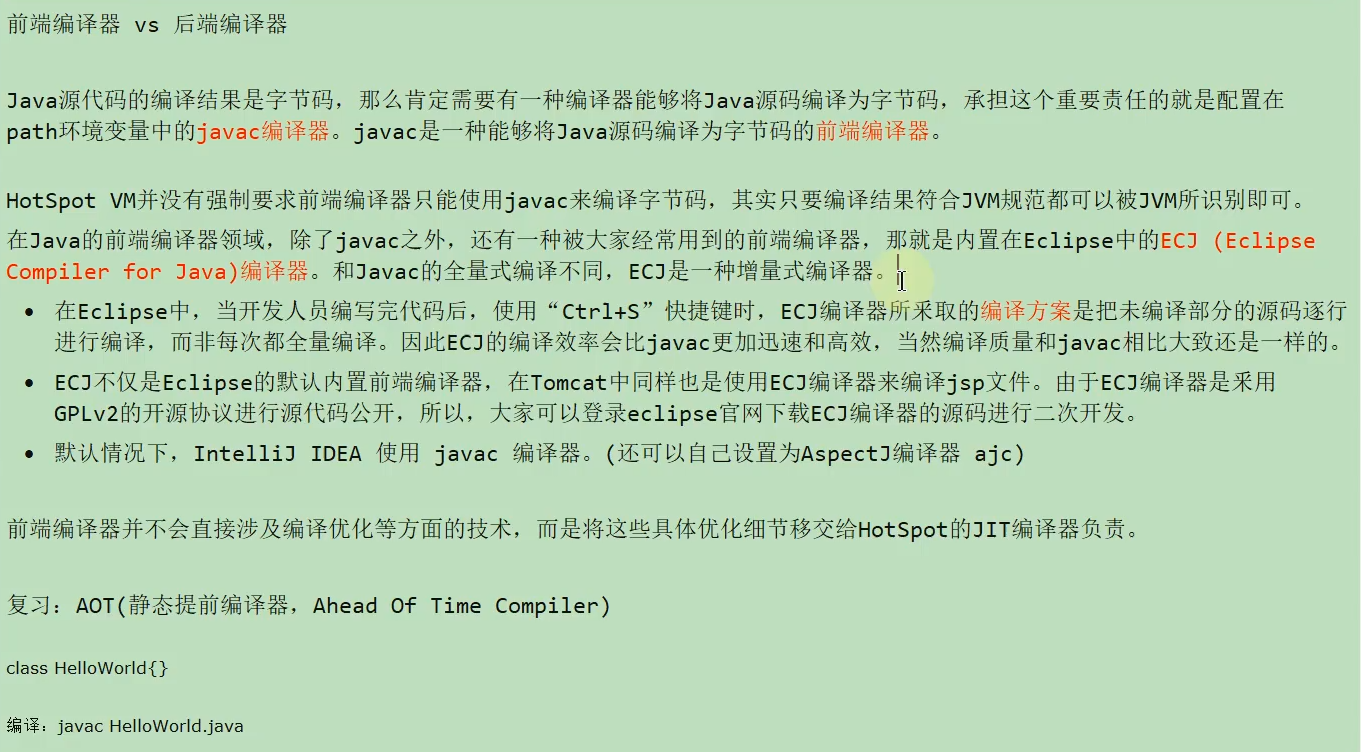 前端编译器 vs 后端编译器
Java源代码的编译结果是字节码，那么肯定需要有一种编译器能够将Java源码编译为字节码，承担这个重要责任的就是配置在
path环境变量中的javac编译器。javac是一种能够将Java源码编译为字节码的前端编译器。
HotSpot VM并没有强制要求前端编译器只能使用javac来编译字节码，其实只要编译结果符合JVM规范都可以被JVM所识别即可。
在Java的前端编译器领域，除了javac之外，还有一种被大家经常用到的前端编译器，那就是内置在Eclipse中的ECJ (Eclipse
Compiler for Java)编译器。和Javac的全量式编译不同，ECJ是一种增量式编译器。
• 在Eclipse中，当开发人员编写完代码后，使用“Ctrl+S”快捷键时，ECJ编译器所采取的编译方案是把未编译部分的源码逐行
进行编译，而非每次都全量编译。因此ECJ的编译效率会比javac更加迅速和高效，当然编译质量和javac相比大致还是一样的。
• ECJ不仅是Eclipse的默认内置前端编译器，在Tomcat中同样也是使用ECJ编译器来编译jsp文件。由于ECJ编译器是采用
GPLv2的开源协议进行源代码公开，所以，大家可以登录eclipse官网下载ECJ编译器的源码进行二次开发。
• 默认情况下，IntelliJ IDEA 使用 javac 编译器。(还可以自己设置为AspectJ编译器 ajc)
前端编译器并不会直接涉及编译优化等方面的技术，而是将这些具体优化细节移交给HotSpot的JIT编译器负责。
复习：AOT(静态提前编译器，Ahead Of Time Compiler)
class HelloWorld{}
编译：javac HelloWorld.java